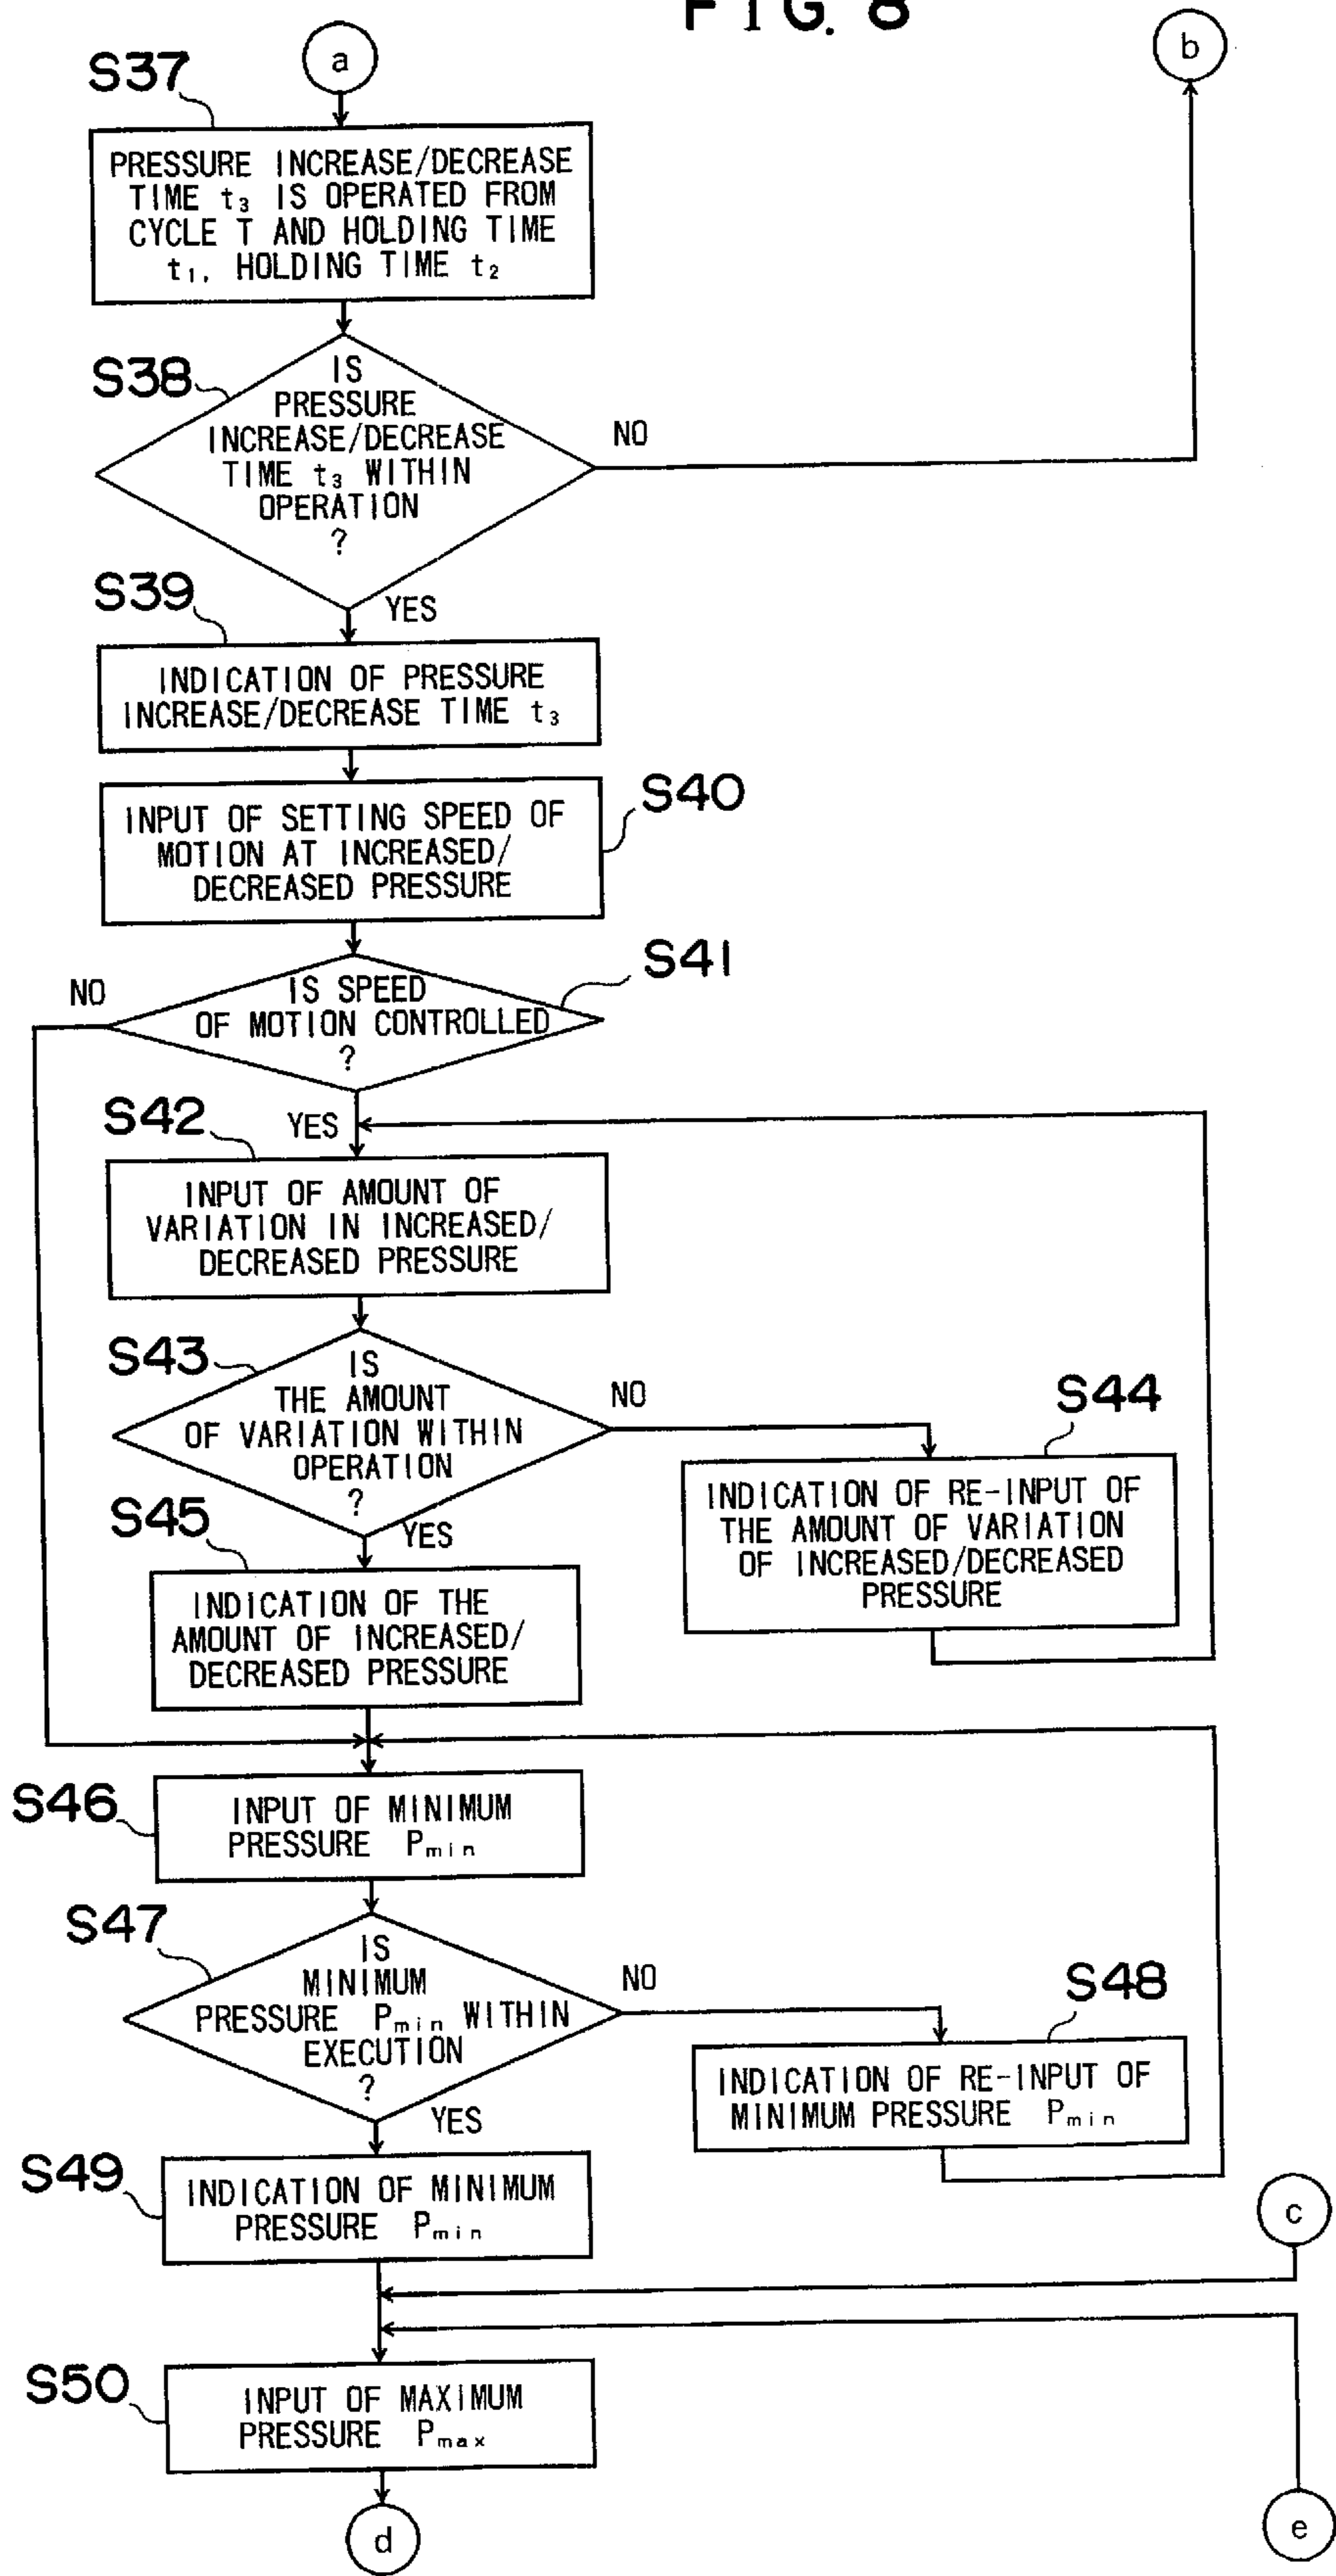 FIG. 8
a
b
S37
PRESSURE INCREASE/DECREASE
TIME t₃ IS OPERATED FROM
CYCLE T AND HOLDING TIME
t₁, HOLDING TIME t₂
S38
IS
PRESSURE
INCREASE/DECREASE
TIME t₃ WITHIN
OPERATION
?
NO
YES
S39
INDICATION OF PRESSURE
INCREASE/DECREASE TIME t₃
S40
INPUT OF SETTING SPEED OF
MOTION AT INCREASED/
DECREASED PRESSURE
S41
NO
IS SPEED
OF MOTION CONTROLLED
?
YES
S42
INPUT OF AMOUNT OF
VARIATION IN INCREASED/
DECREASED PRESSURE
S43
IS
THE AMOUNT
OF VARIATION WITHIN
OPERATION
?
NO
YES
S44
INDICATION OF RE-INPUT OF
THE AMOUNT OF VARIATION
OF INCREASED/DECREASED
PRESSURE
S45
INDICATION OF THE
AMOUNT OF INCREASED/
DECREASED PRESSURE
S46
INPUT OF MINIMUM
PRESSURE Pmin
S47
IS
MINIMUM
PRESSURE Pmin WITHIN
EXECUTION
?
NO
YES
S48
INDICATION OF RE-INPUT OF
MINIMUM PRESSURE Pmin
S49
INDICATION OF MINIMUM
PRESSURE Pmin
c
S50
INPUT OF MAXIMUM
PRESSURE Pmax
d
e